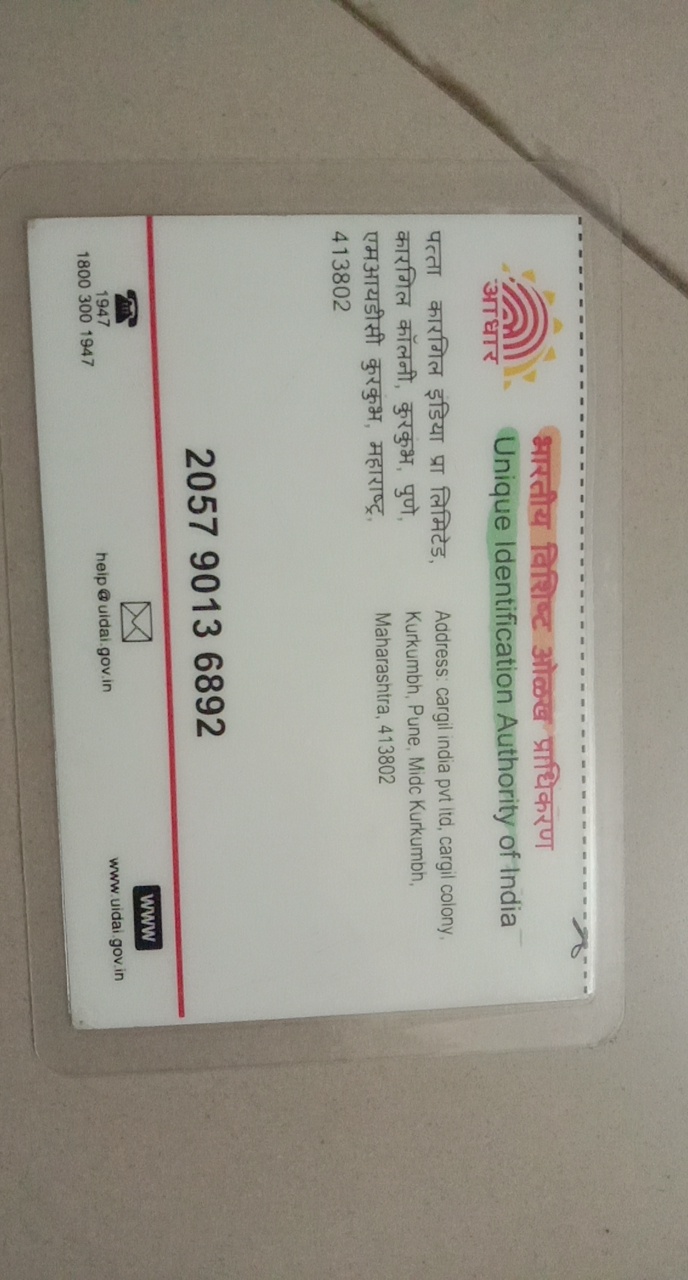 भारतीय विशिष्ट ओळख प्राधिकरण
Unique Identification Authority of India
आधार
पत्ता कारगिल इंडिया प्रा लिमिटेड,
कारगिल कॉलनी, कुरकुंभ, पुणे,
एमआयडीसी कुरकुंभ, महाराष्ट्र,
413802
Address: cargil india pvt ltd, cargil colony,
Kurkumbh, Pune, Midc Kurkumbh,
Maharashtra, 413802
2057 9013 6892
1947
1800 300 1947
help@uidai.gov.in
www
www.uidai.gov.in